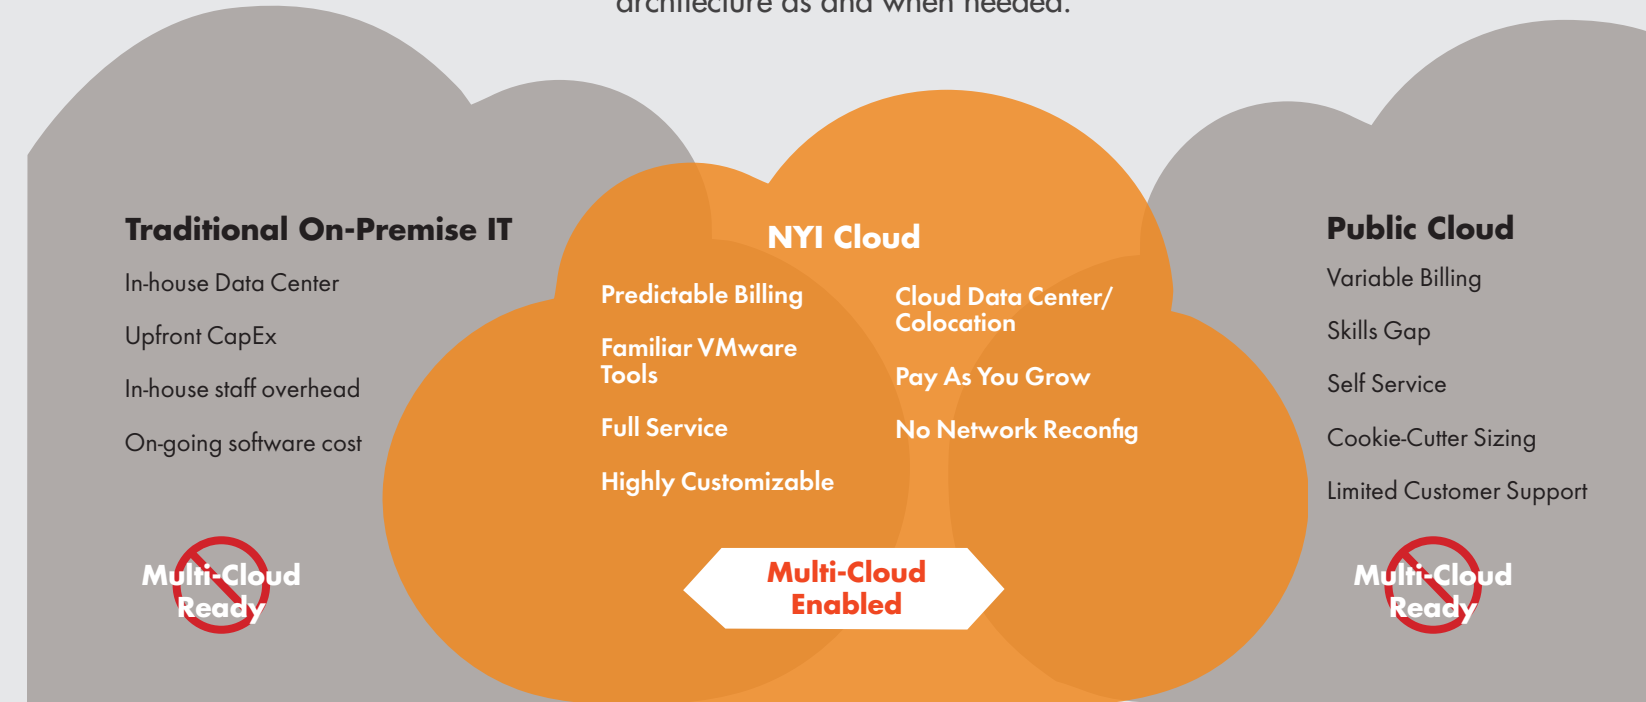 architecture as and when needed.
Traditional On-Premise IT
In-house Data Center
Upfront CapEx
In-house staff overhead
On-going software cost
Multi-Cloud
Ready
NYI Cloud
Predictable Billing
Familiar VMware
Tools
Full Service
Highly Customizable
Cloud Data Center/
Colocation
Pay As You Grow
No Network Reconfig
Multi-Cloud
Enabled
Public Cloud
Variable Billing
Skills Gap
Self Service
Cookie-Cutter Sizing
Limited Customer Support
Multi-Cloud
Ready